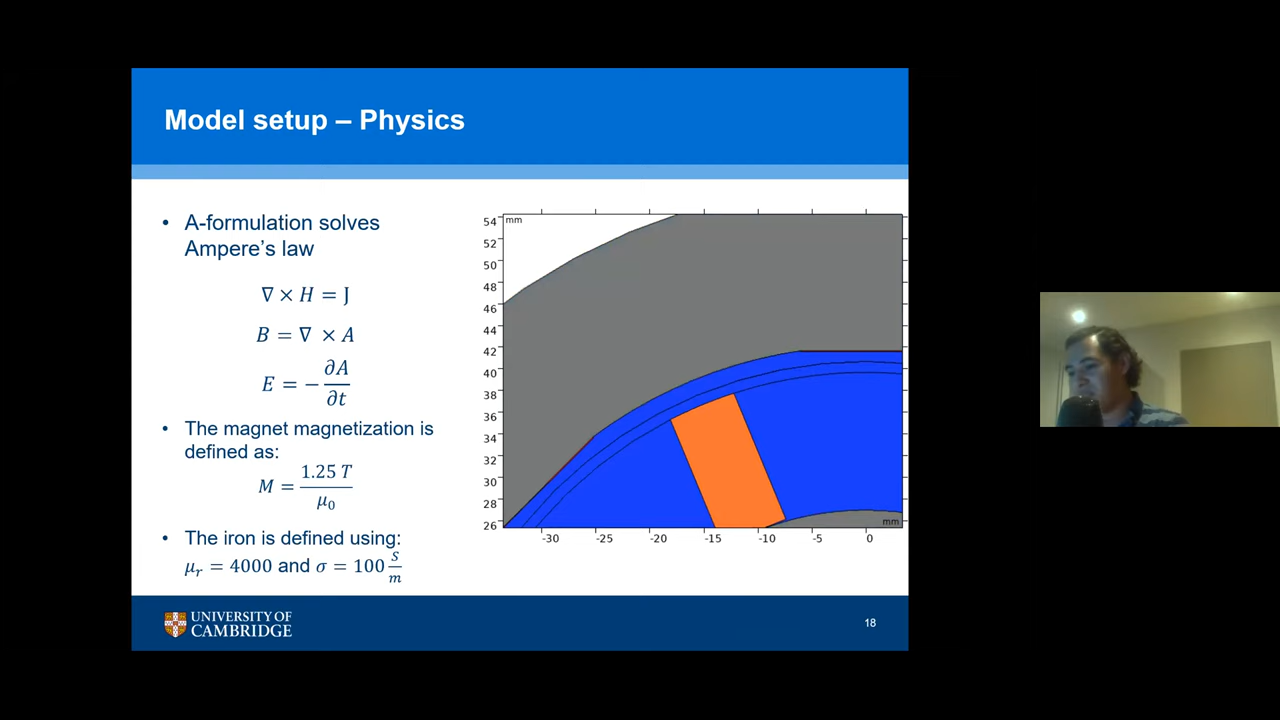 Model setup – Physics
• A-formulation solves
Ampere's law
∇ × H = J
B = ∇ × A
E = − ∂A/∂t
• The magnet magnetization is
defined as:
M = 1.25 T/μ₀
• The iron is defined using:
μᵣ = 4000 and σ = 100 S/m
mm
54
52
50
48
46
44
42
40
38
36
34
32
30
28
26
mm
-30 -25 -20 -15 -10 -5 0
UNIVERSITY OF
CAMBRIDGE
18